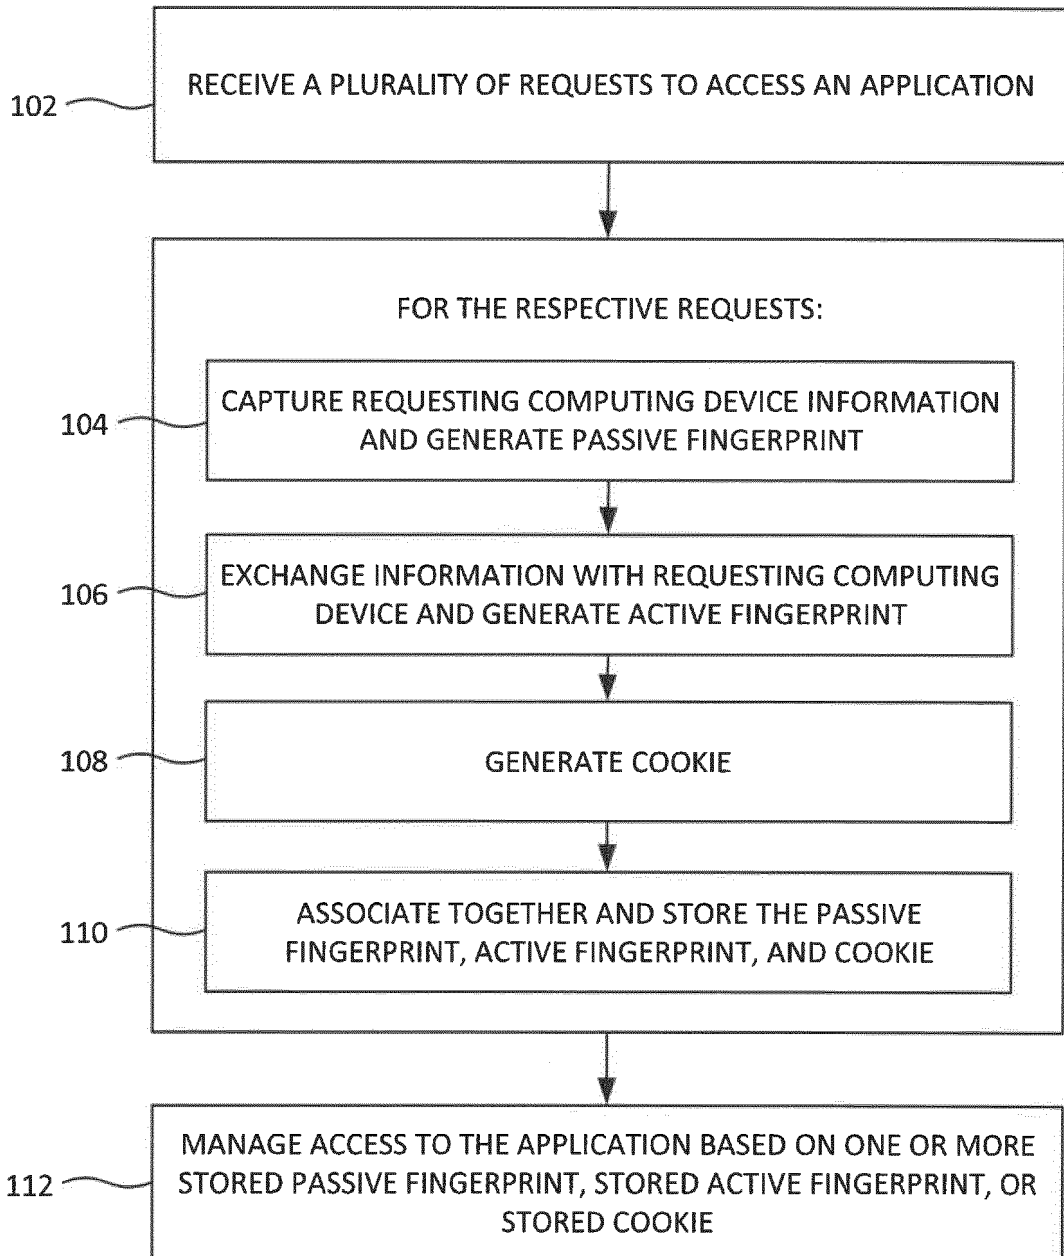 RECEIVE A PLURALITY OF REQUESTS TO ACCESS AN APPLICATION
102
FOR THE RESPECTIVE REQUESTS:
CAPTURE REQUESTING COMPUTING DEVICE INFORMATION
AND GENERATE PASSIVE FINGERPRINT
104
EXCHANGE INFORMATION WITH REQUESTING COMPUTING
DEVICE AND GENERATE ACTIVE FINGERPRINT
106
GENERATE COOKIE
108
ASSOCIATE TOGETHER AND STORE THE PASSIVE
FINGERPRINT, ACTIVE FINGERPRINT, AND COOKIE
110
MANAGE ACCESS TO THE APPLICATION BASED ON ONE OR MORE
STORED PASSIVE FINGERPRINT, STORED ACTIVE FINGERPRINT, OR
STORED COOKIE
112